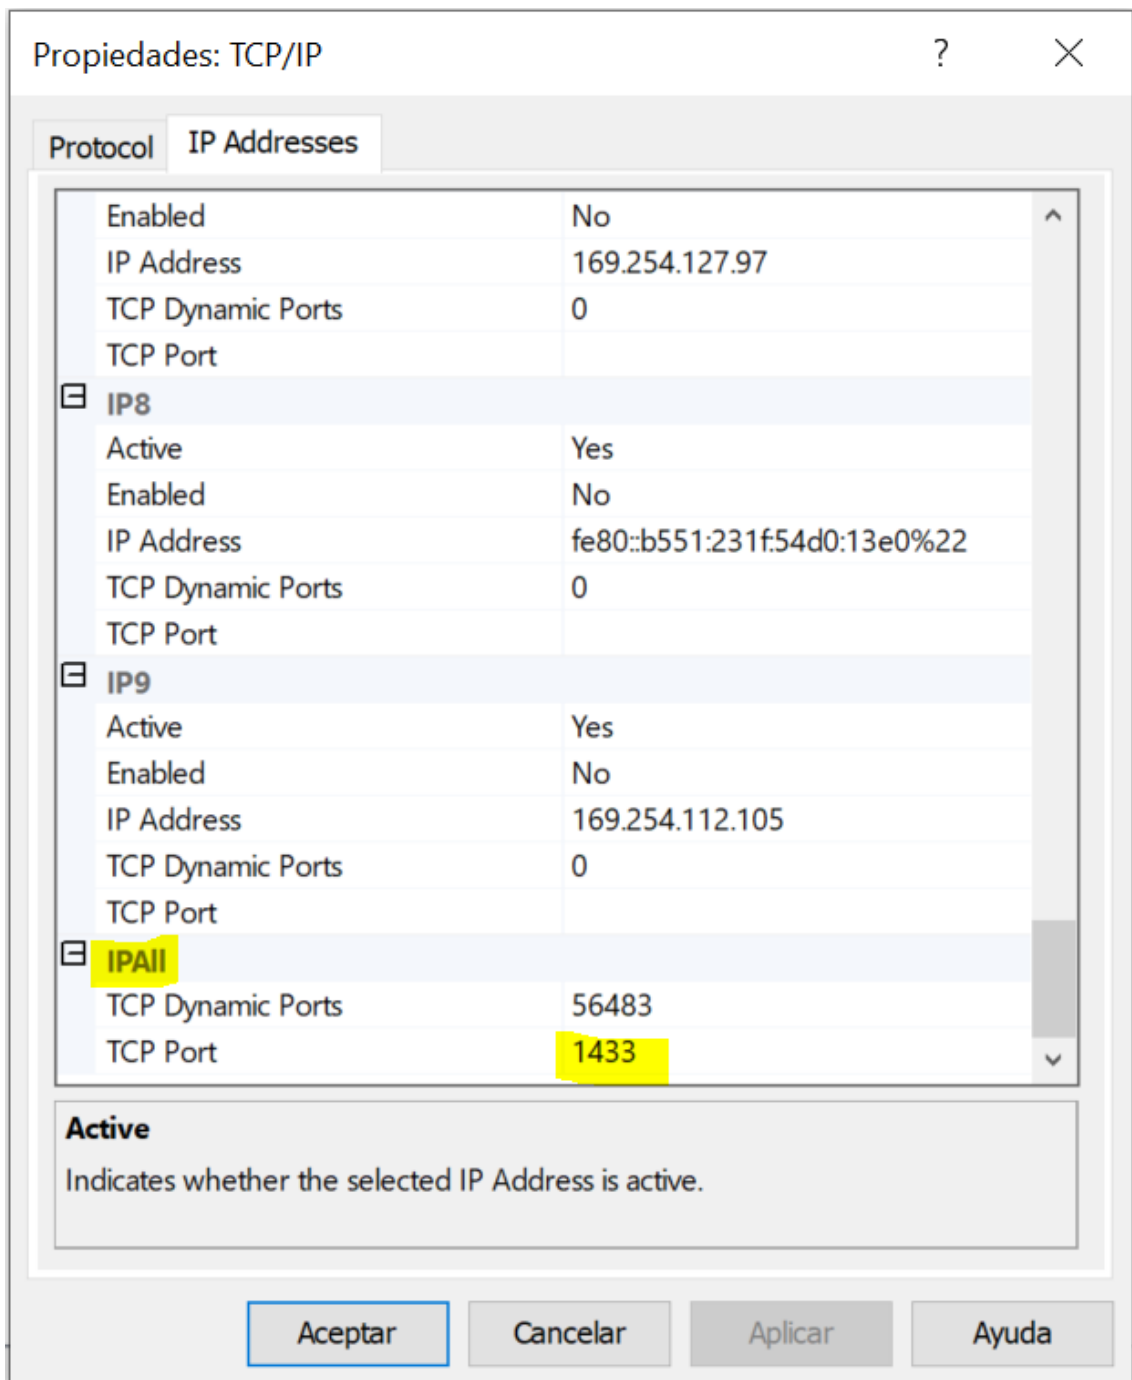 Propiedades: TCP/IP ?
Protocol IP Addresses
Enabled No
IP Address 169.254.127.97
TCP Dynamic Ports 0
TCP Port
IP8
Active Yes
Enabled No
IP Address fe80::b551:231f:54d0:13e0%22
TCP Dynamic Ports 0
TCP Port
IP9
Active Yes
Enabled No
IP Address 169.254.112.105
TCP Dynamic Ports 0
TCP Port
IPAll
TCP Dynamic Ports 56483
TCP Port 1433
Active
Indicates whether the selected IP Address is active.
Aceptar Cancelar Aplicar Ayuda